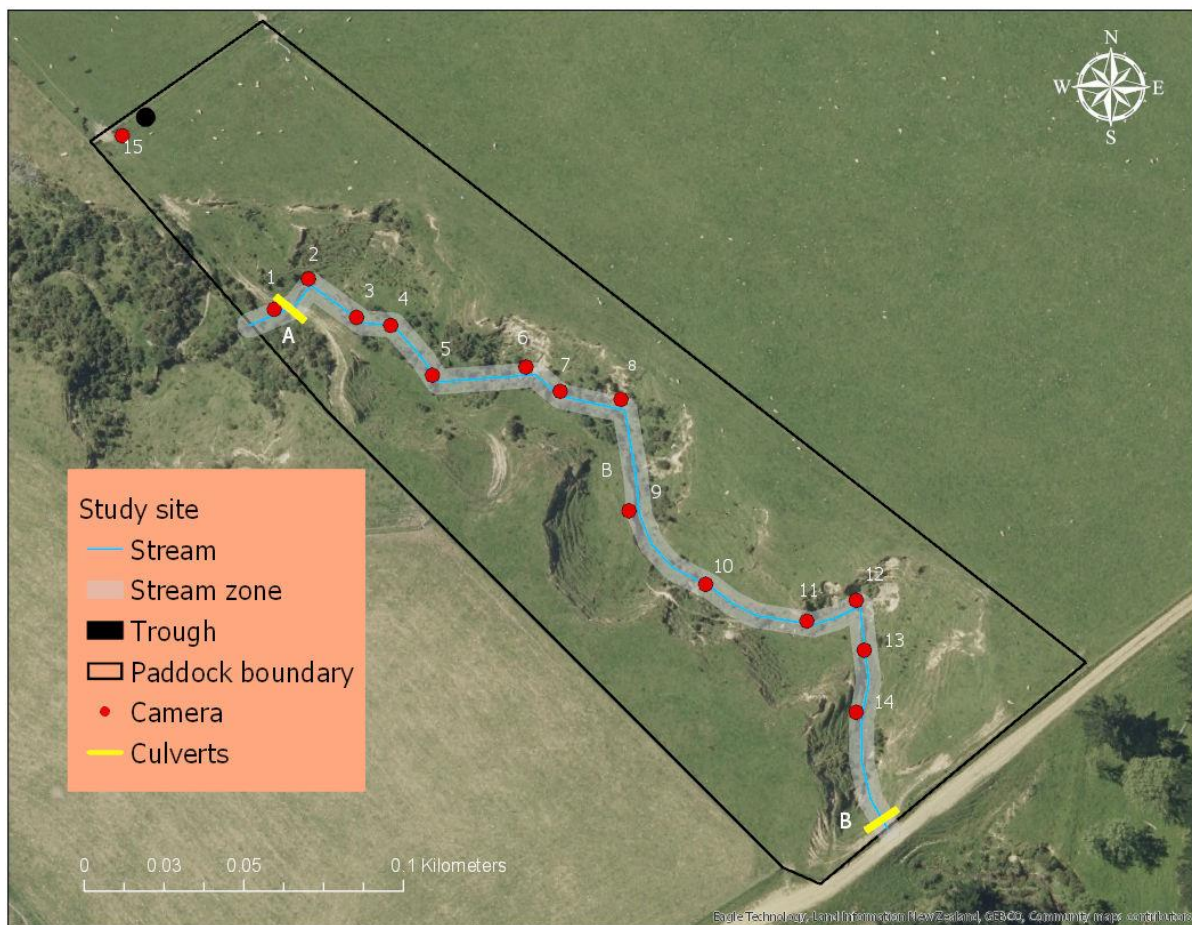 N
W E
S
15
1
2
3
4
A
5
6
7
8
B
9
10
11
12
13
14
B
Study site
Stream
Stream zone
Trough
Paddock boundary
Camera
Culverts
0 0.03 0.05 0.1 Kilometers
Eagle Technology, Land Information New Zealand, GEBCO, Community maps contributors